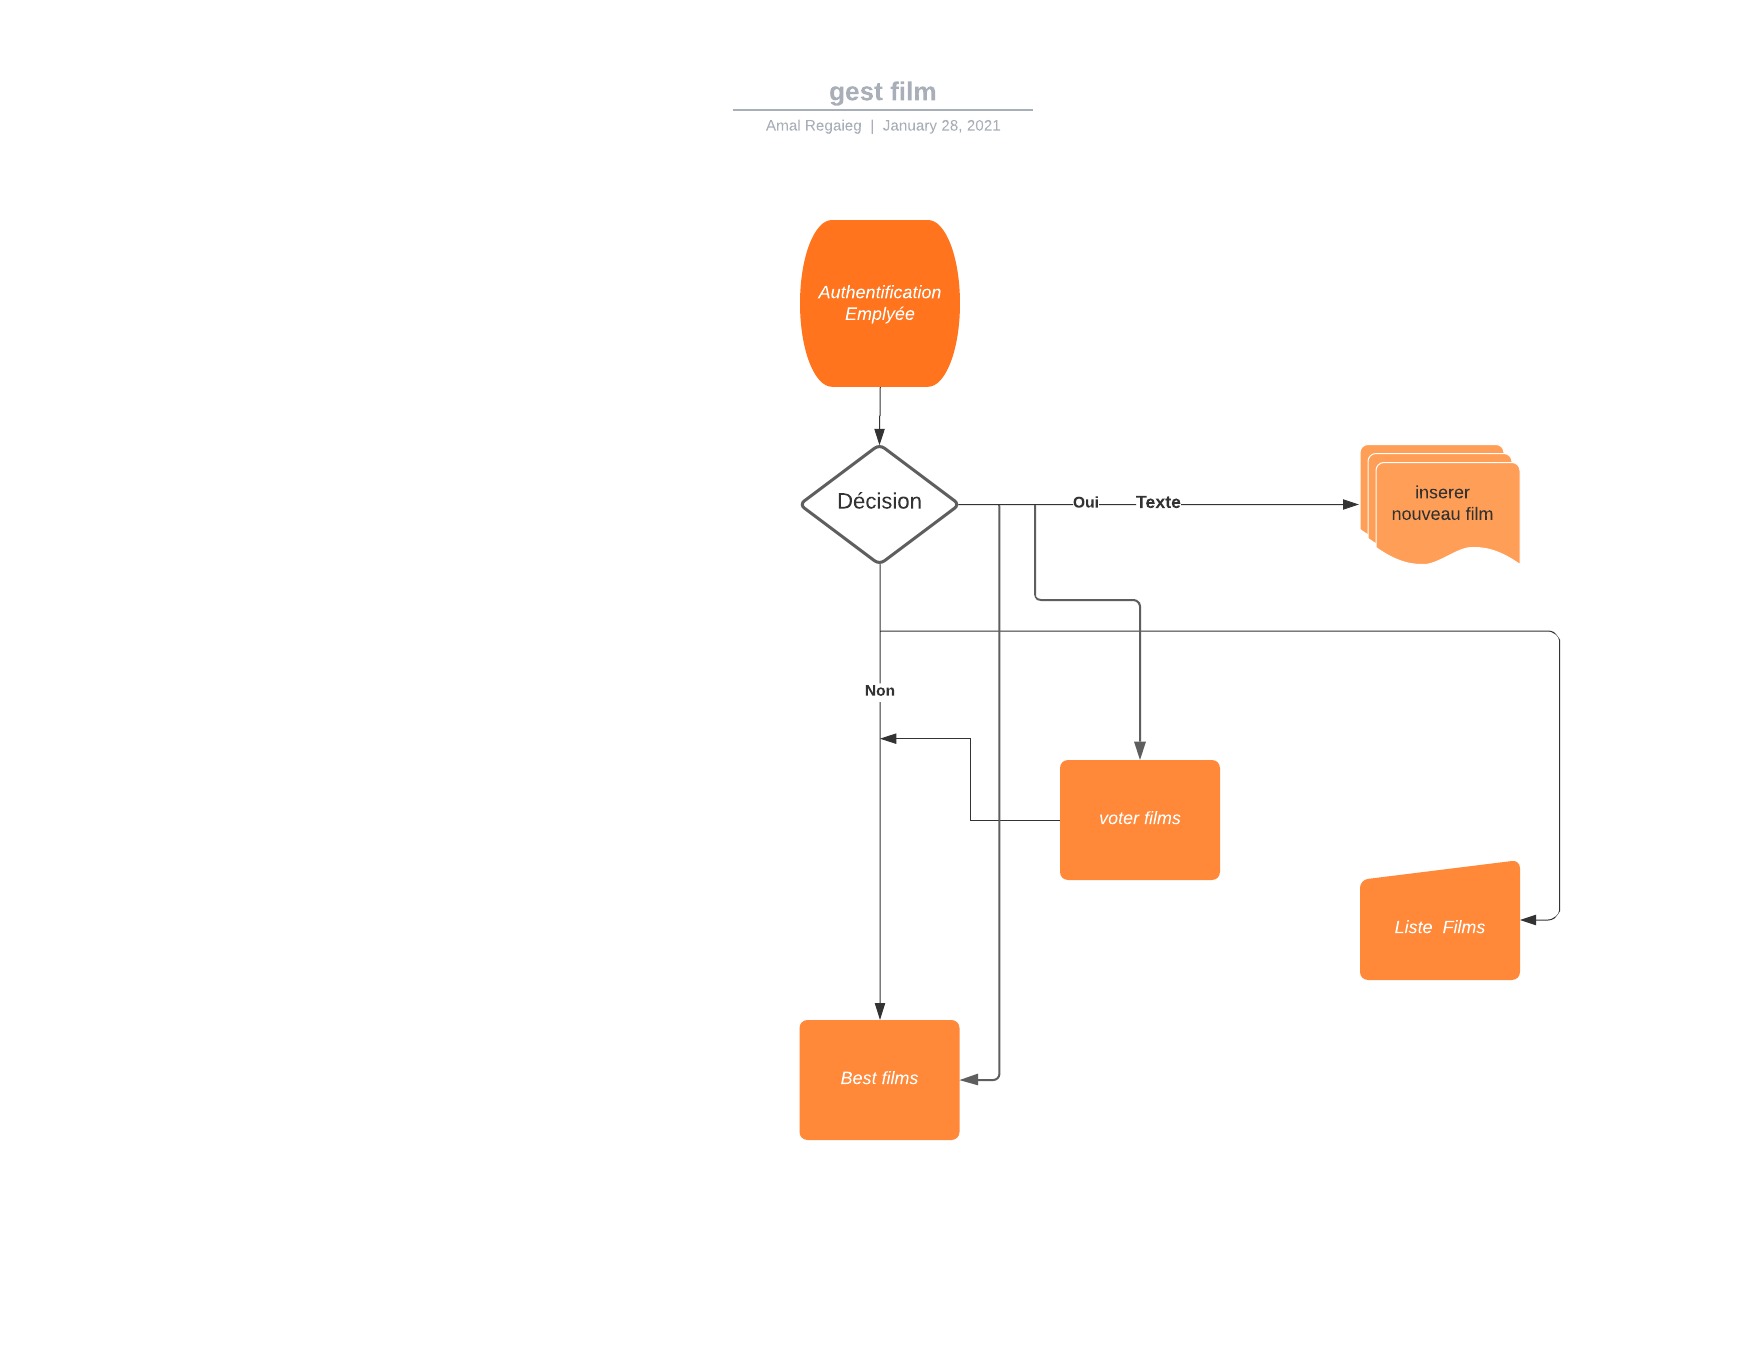 gest film
Amal Regaieg | January 28, 2021
Authentification
Emplyée
Décision
Oui
Texte
inserer
nouveau film
Non
voter films
Liste Films
Best films